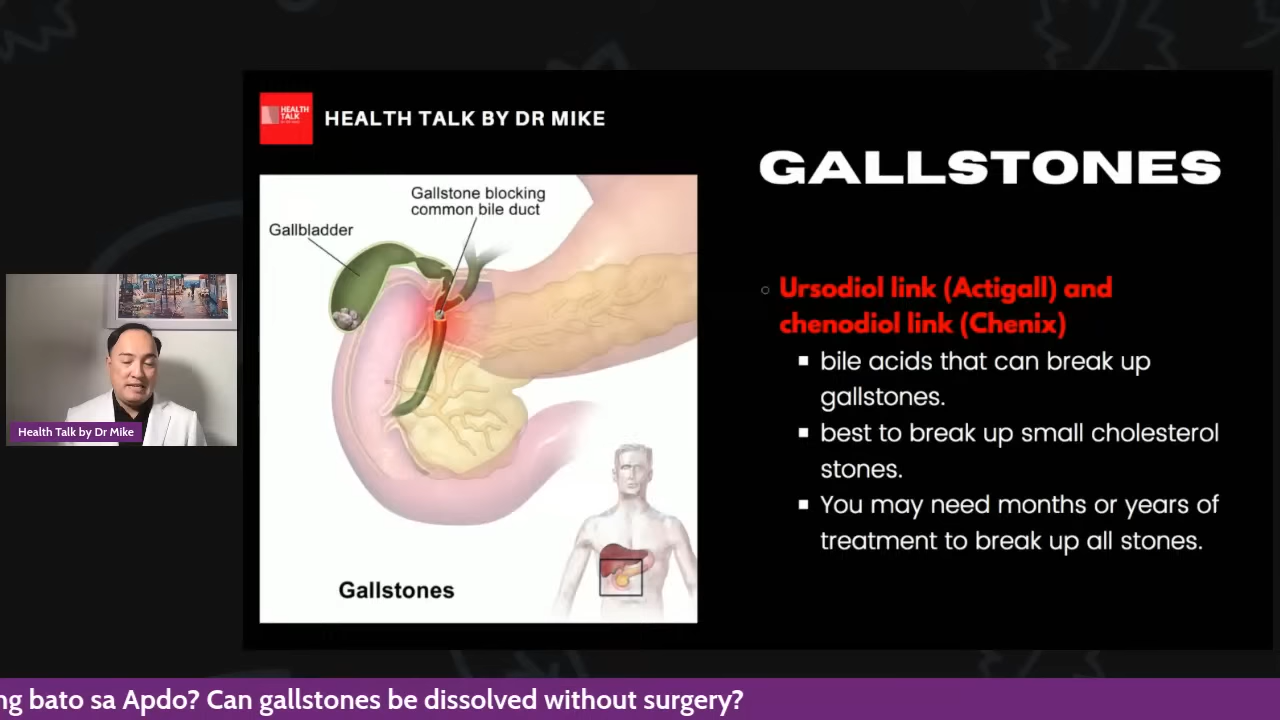 HEALTH
TALK
HEALTH TALK BY DR MIKE
GALLSTONES
Gallstone blocking
common bile duct
Gallbladder
Gallstones
Ursodiol link (Actigall) and
chenodiol link (Chenix)
bile acids that can break up
gallstones.
best to break up small cholesterol
stones.
You may need months or years of
treatment to break up all stones.
Health Talk by Dr Mike
ng bato sa Apdo? Can gallstones be dissolved without surgery?